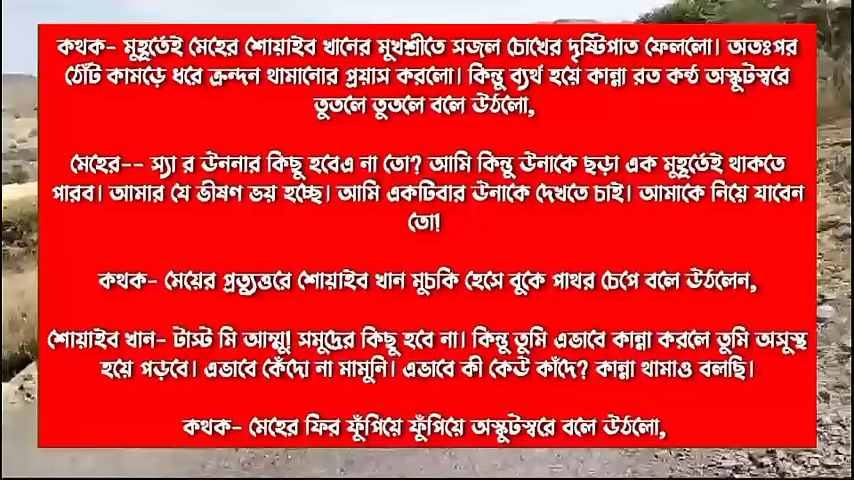 কথক- মুহূর্তেই মেহের শোয়াইব খানের মুখশ্রীতে সজল চোখের দৃষ্টিপাত ফেললো। অতঃপর
ঠোঁট কামড়ে ধরে ক্রন্দন থামানোর প্রয়াস করলো। কিন্তু ব্যর্থ হয়ে কান্না রত কন্ঠ অস্কুটস্বরে
তুতলে তুতলে বলে উঠলো,
মেহের-- স্যা র উননার কিছু হবেএ না তো? আমি কিন্তু উনাকে ছড়া এক মুহূর্তেই থাকতে
পারব। আমার যে ভীষণ ভয় হচ্ছে। আমি একটিবার উনাকে দেখতে চাই। আমাকে নিয়ে যাবেন
তো!
কথক- মেয়ের প্রত্যুত্তরে শোয়াইব খান মুচকি হেসে বুকে পাথর চেপে বলে উঠলেন,
শোয়াইব খান- টাস্ট মি আম্মু! সমুদ্রের কিছু হবে না। কিন্তু তুমি এভাবে কান্না করলে তুমি অসুস্থ
হয়ে পড়বে। এভাবে কেঁদো না মামুনি। এভাবে কী কেউ কাঁদে? কান্না থামাও বলছি।
কথক- মেহের ফির ফুঁপিয়ে ফুঁপিয়ে অস্কুটস্বরে বলে উঠলো,